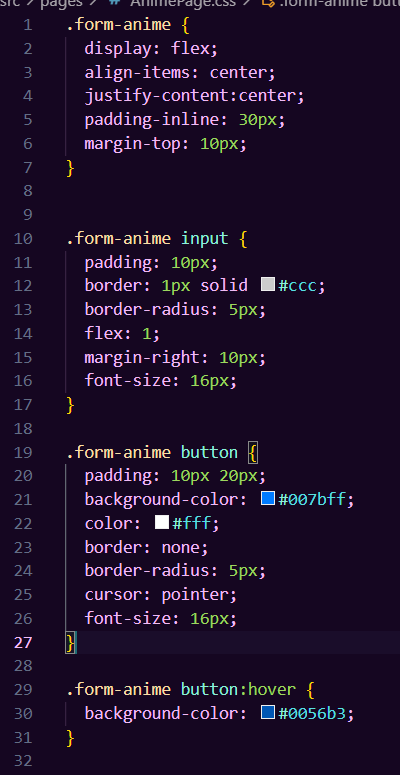 src > pages > # AnimePage.css > .form-anime but
1 .form-anime {
2 display: flex;
3 align-items: center;
4 justify-content:center;
5 padding-inline: 30px;
6 margin-top: 10px;
7 }
8
9
10 .form-anime input {
11 padding: 10px;
12 border: 1px solid #ccc;
13 border-radius: 5px;
14 flex: 1;
15 margin-right: 10px;
16 font-size: 16px;
17 }
18
19 .form-anime button {
20 padding: 10px 20px;
21 background-color: #007bff;
22 color: #fff;
23 border: none;
24 border-radius: 5px;
25 cursor: pointer;
26 font-size: 16px;
27 }
28
29 .form-anime button:hover {
30 background-color: #0056b3;
31 }
32